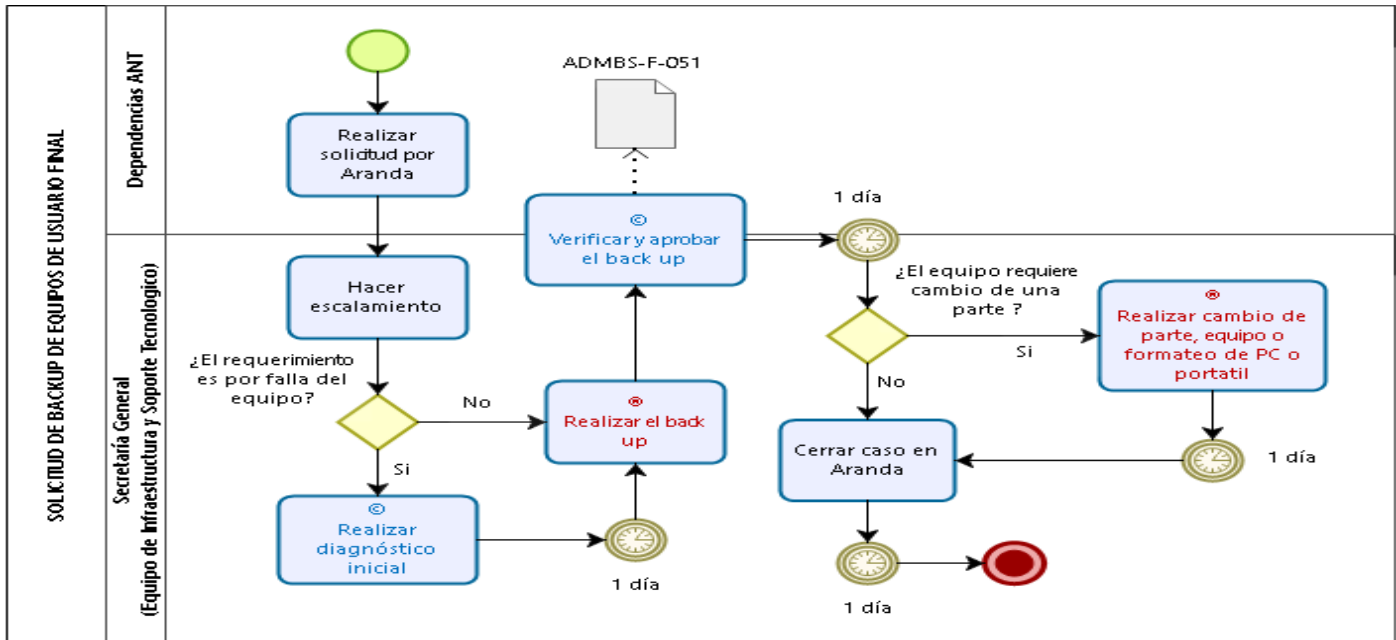 SOLICITUD DE BACKUP DE EQUIPOS DE USUARIO FINAL
Dependencias ANT
Secretaría General
(Equipo de Infraestructura y Soporte Tecnologico)
Realizar
solicitud por
Aranda
Hacer
escalamiento
¿El requerimiento
es por falla del
equipo?
No
Si
©
Realizar
diagnóstico
inicial
1 día
®
Realizar el back
up
ADMBS-F-051
©
Verificar y aprobar
el back up
1 día
¿El equipo requiere
cambio de una
parte ?
Si
No
®
Realizar cambio de
parte, equipo o
formateo de PC o
portatil
1 día
Cerrar caso en
Aranda
1 día